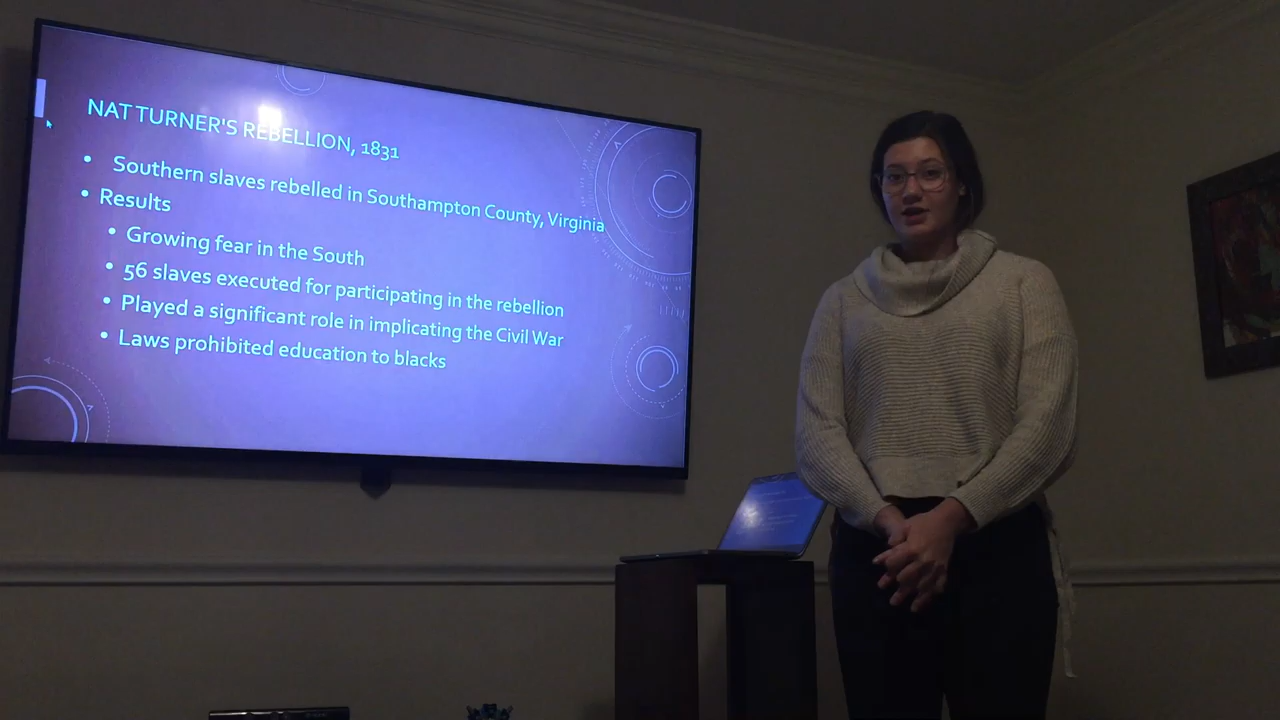 NAT TURNER'S REBELLION, 1831
• Southern slaves rebelled in Southampton County, Virginia
• Results
• Growing fear in the South
• 56 slaves executed for participating in the rebellion
• Played a significant role in implicating the Civil War
• Laws prohibited education to blacks